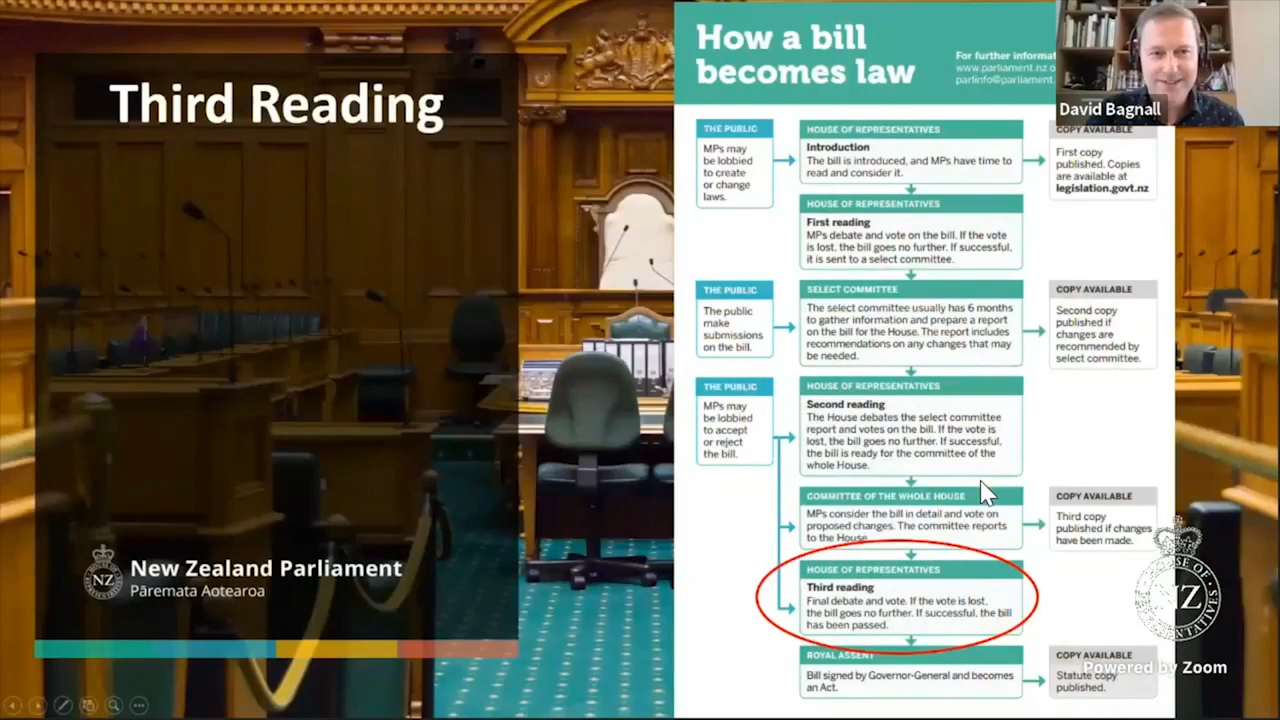 Third Reading
NZ
New Zealand Parliament
Pāremata Aotearoa
How a bill
becomes law
For further informat
www.parliament.nz o
parlinfo@parliament.
David Bagnall
THE PUBLIC
MPs may
be lobbied
to create
or change
laws.
HOUSE OF REPRESENTATIVES
Introduction
The bill is introduced, and MPs have time to
read and consider it.
COPY AVAILABLE
First copy
published. Copies
are available at
legislation.govt.nz
HOUSE OF REPRESENTATIVES
First reading
MPs debate and vote on the bill. If the vote
is lost, the bill goes no further. If successful,
it is sent to a select committee.
THE PUBLIC
The public
make
submissions
on the bill.
SELECT COMMITTEE
The select committee usually has 6 months
to gather information and prepare a report
on the bill for the House. The report includes
recommendations on any changes that may
be needed.
COPY AVAILABLE
Second copy
published if
changes are
recommended by
select committee.
THE PUBLIC
MPs may
be lobbied
to accept
or reject
the bill.
HOUSE OF REPRESENTATIVES
Second reading
The House debates the select committee
report and votes on the bill. If the vote is
lost, the bill goes no further. If successful,
the bill is ready for the committee of the
whole House.
COMMITTEE OF THE WHOLE HOUSE
MPs consider the bill in detail and vote on
proposed changes. The committee reports
to the House.
COPY AVAILABLE
Third copy
published if changes
have been made.
HOUSE OF REPRESENTATIVES
Third reading
Final debate and vote. If the vote is lost,
the bill goes no further. If successful, the bill
has been passed.
ROYAL ASSENT
Bill signed by Governor-General and becomes
an Act.
COPY AVAILABLE
Statute copy
published.
NZ
Powered by Zoom